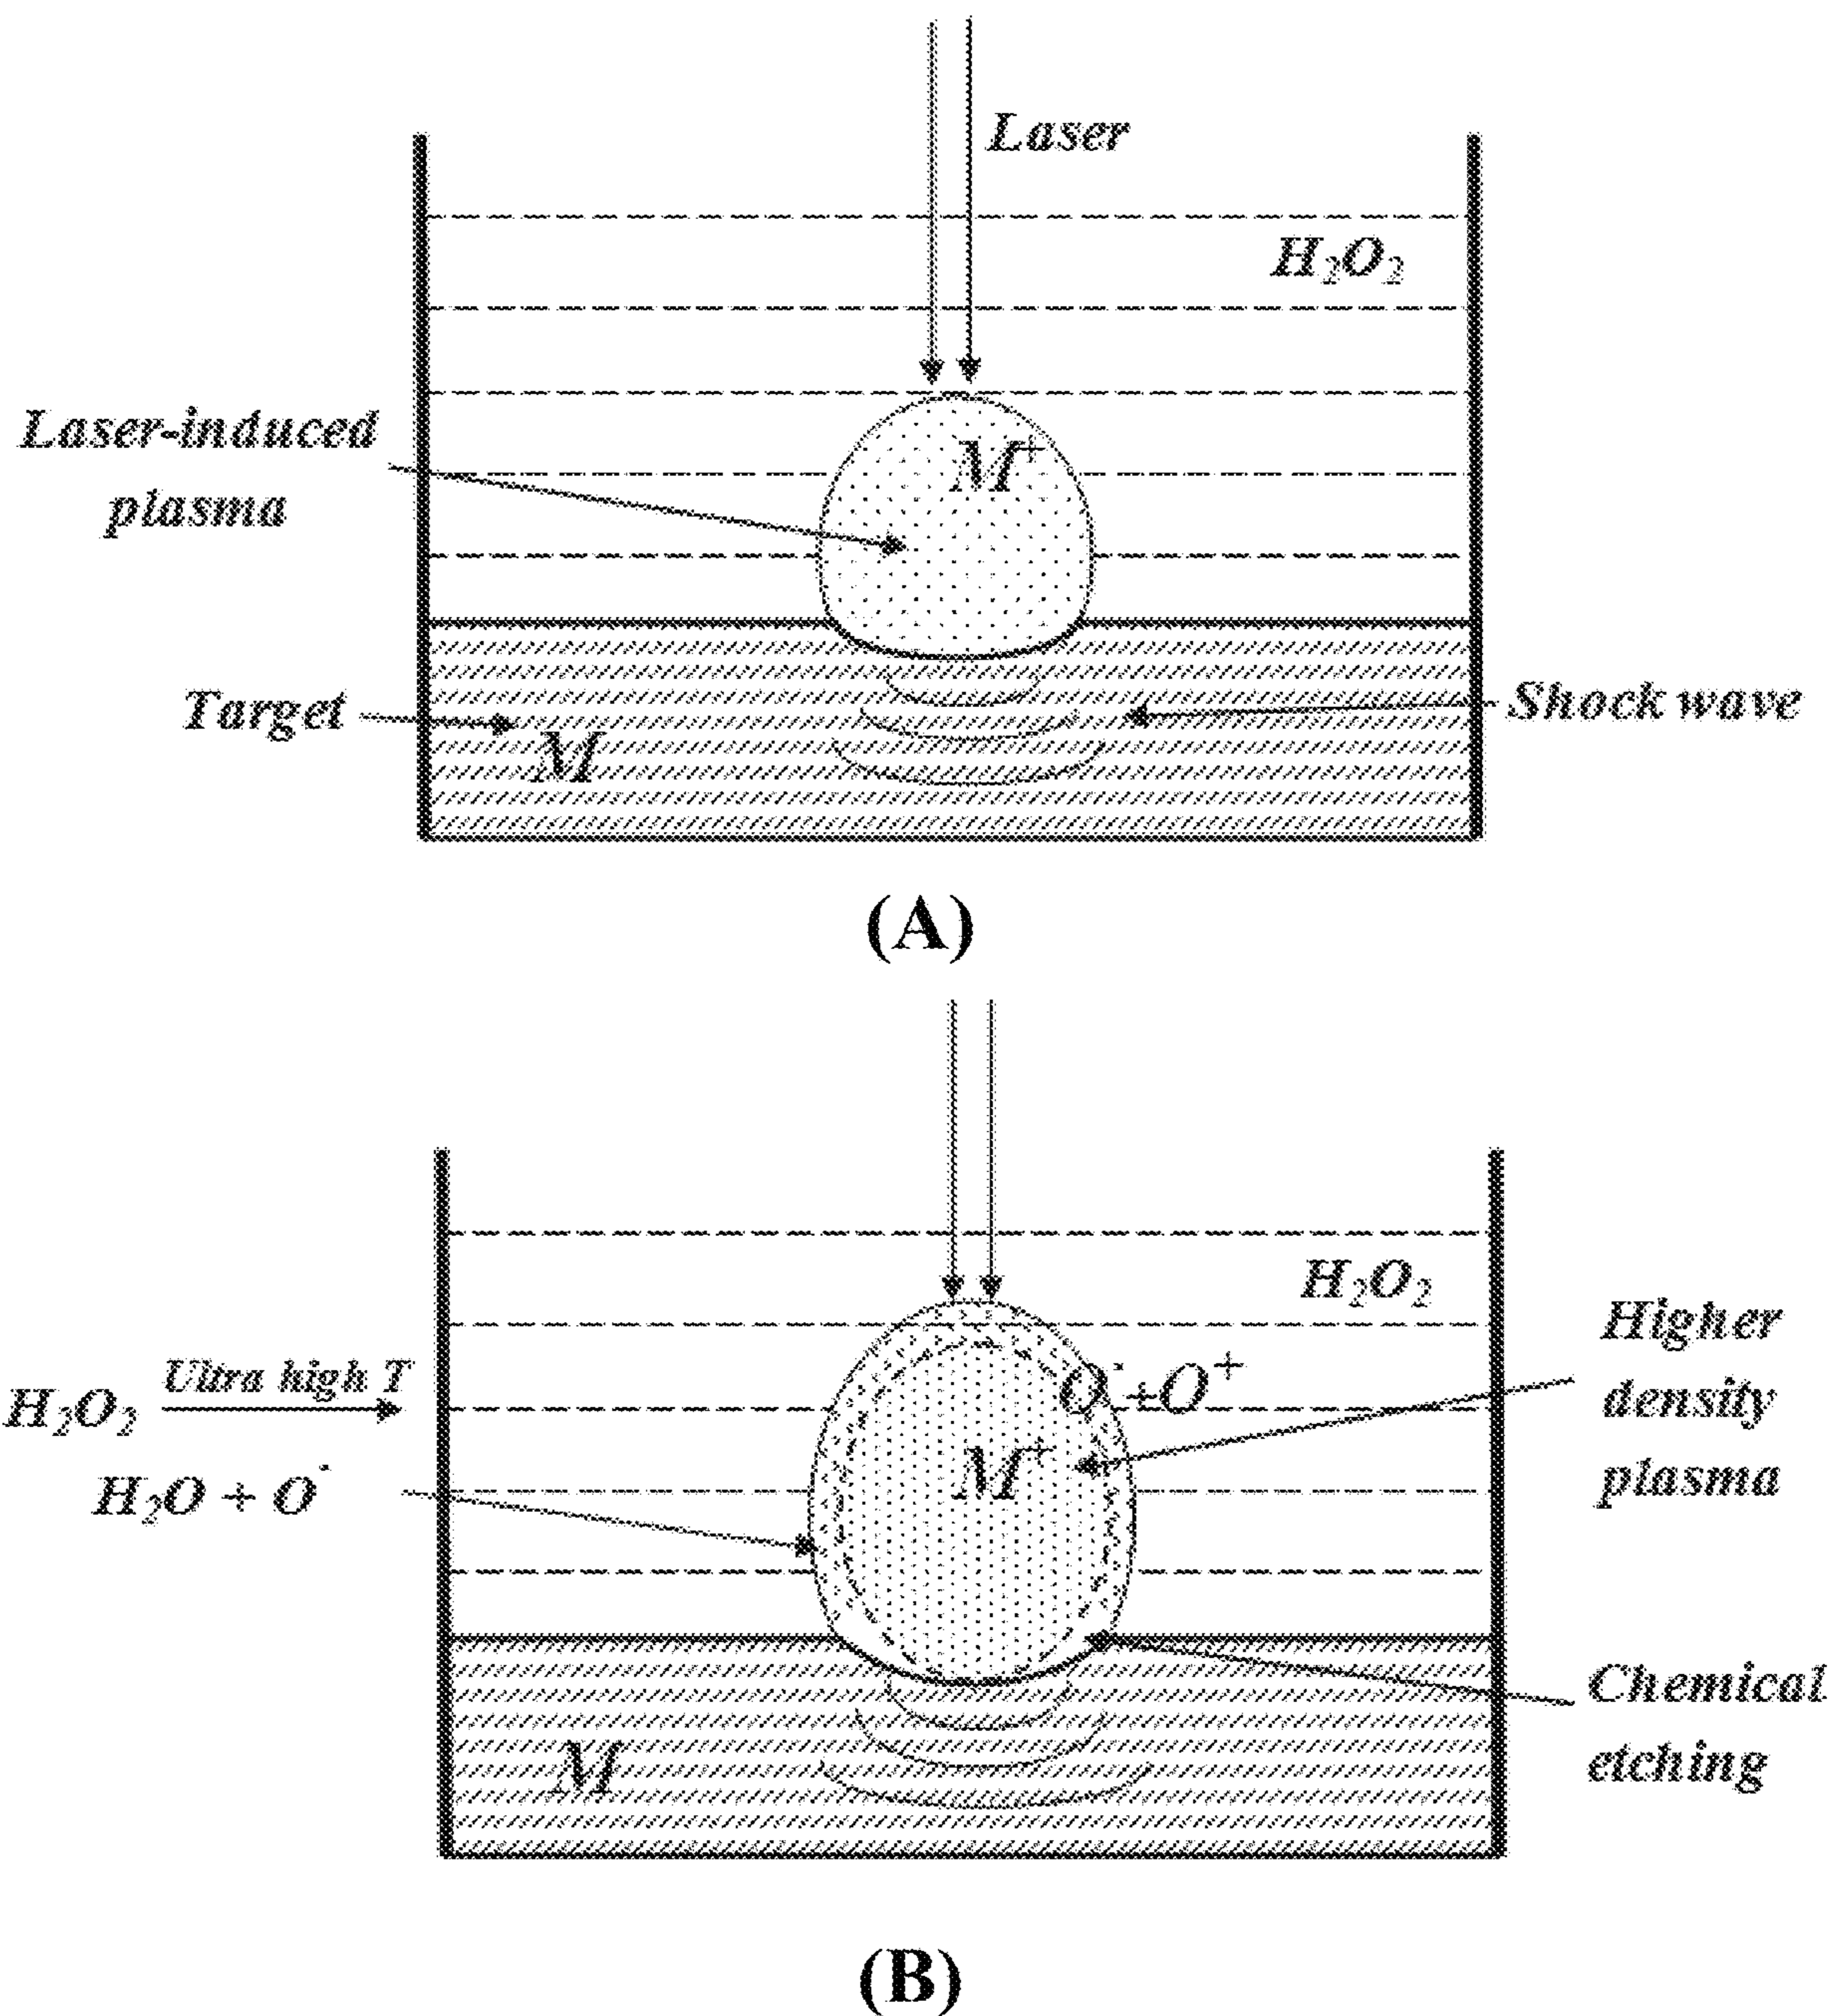 Laser
H₂O₂
Laser-induced
plasma
M⁺
Target
M
Shock wave
(A)
H₂O₂
Higher
density
plasma
Ultra high T
H₂O₂
H₂O + O˙
O˙+O⁺
M⁺
Chemical
etching
M
(B)